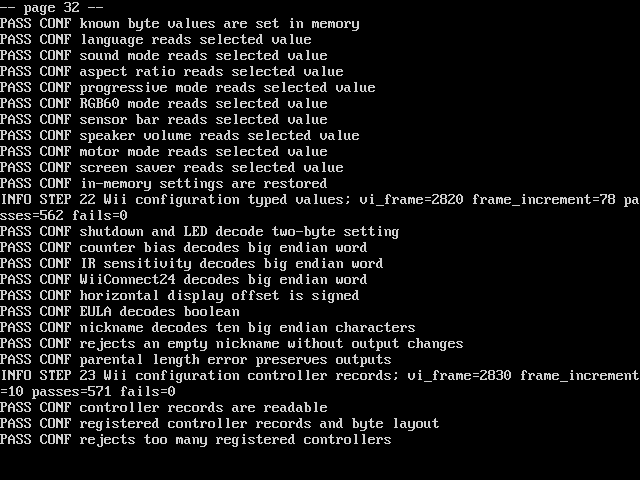 -- page 32 --
PASS CONF known byte values are set in memory
PASS CONF language reads selected value
PASS CONF sound mode reads selected value
PASS CONF aspect ratio reads selected value
PASS CONF progressive mode reads selected value
PASS CONF RGB60 mode reads selected value
PASS CONF sensor bar reads selected value
PASS CONF speaker volume reads selected value
PASS CONF motor mode reads selected value
PASS CONF screen saver reads selected value
PASS CONF in-memory settings are restored
INFO STEP 22 Wii configuration typed values; vi_frame=2820 frame_increment=78 pa
sses=562 fails=0
PASS CONF shutdown and LED decode two-byte setting
PASS CONF counter bias decodes big endian word
PASS CONF IR sensitivity decodes big endian word
PASS CONF WiiConnect24 decodes big endian word
PASS CONF horizontal display offset is signed
PASS CONF EULA decodes boolean
PASS CONF nickname decodes ten big endian characters
PASS CONF rejects an empty nickname without output changes
PASS CONF parental length error preserves outputs
INFO STEP 23 Wii configuration controller records; vi_frame=2830 frame_increment
=10 passes=571 fails=0
PASS CONF controller records are readable
PASS CONF registered controller records and byte layout
PASS CONF rejects too many registered controllers